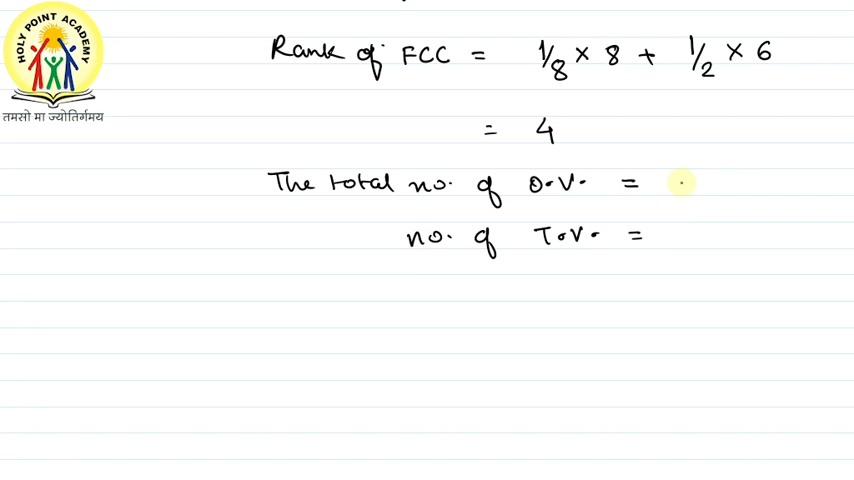 HOLY POINT ACADEMY
तमसो मा ज्योतिर्गमय
Rank of FCC = 1/8 × 8 + 1/2 × 6
= 4
The total no. of O.V. =
no. of T.V. =